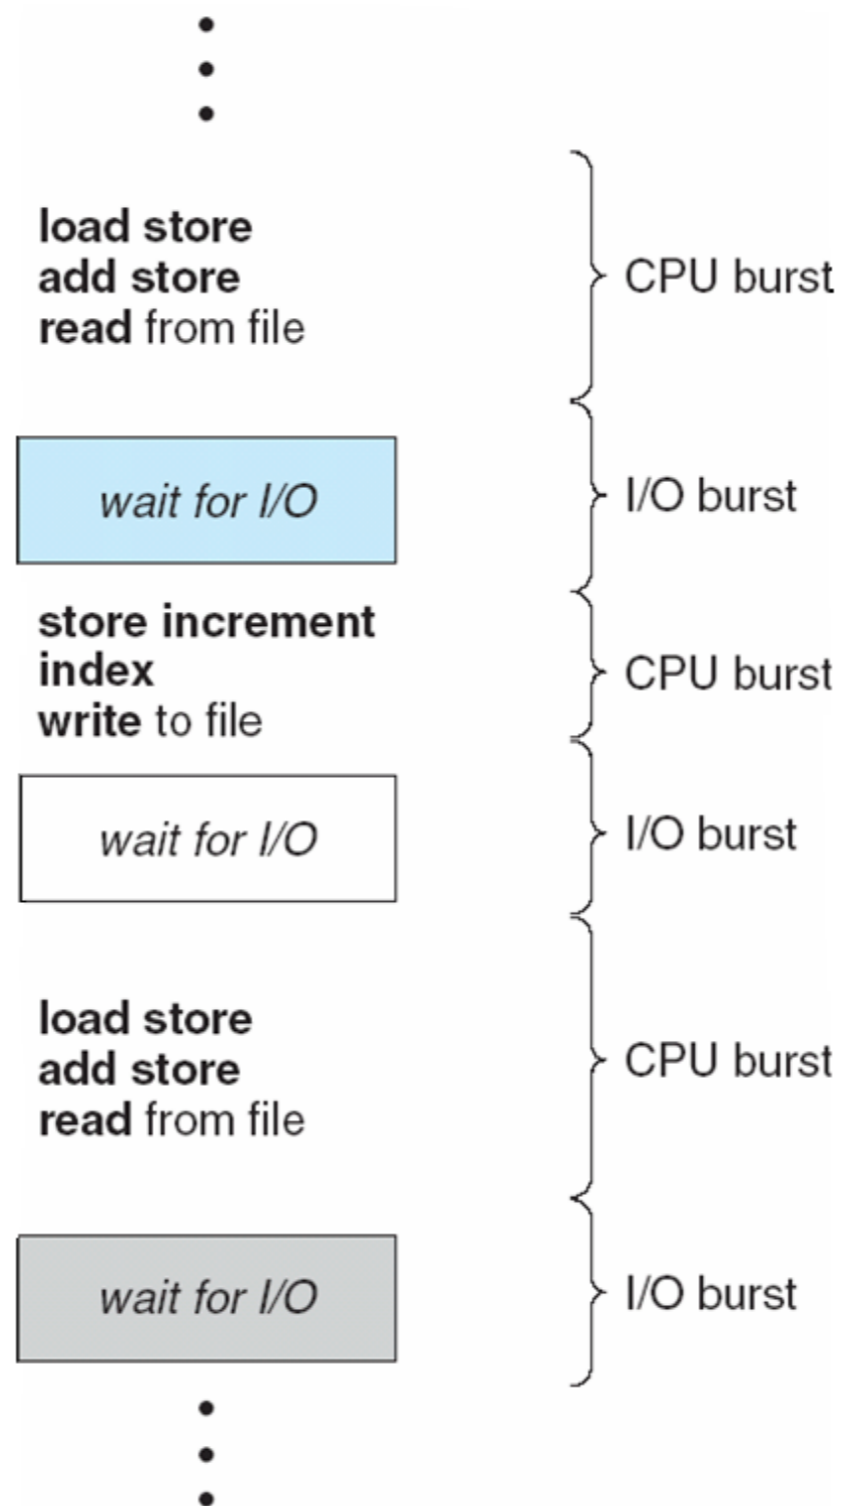 load store
add store
read from file
CPU burst
wait for I/O
I/O burst
store increment
index
write to file
CPU burst
wait for I/O
I/O burst
load store
add store
read from file
CPU burst
wait for I/O
I/O burst